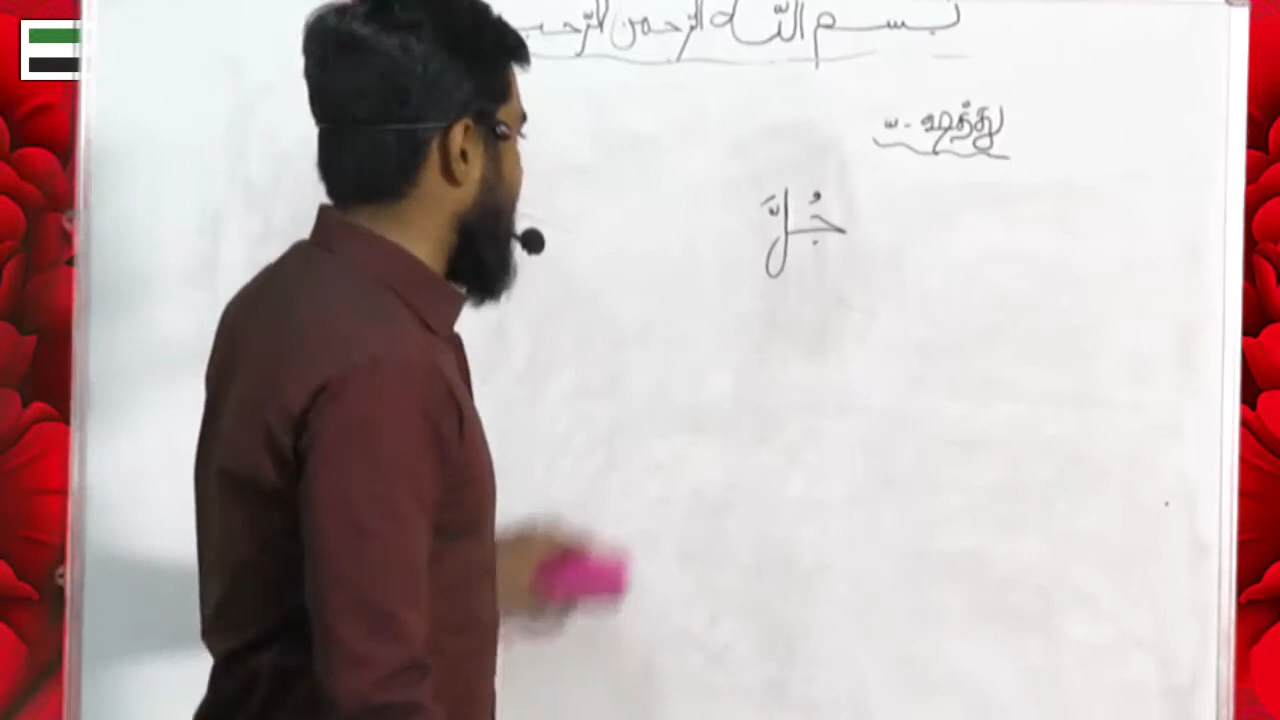 بسم الله الرحمن الرحيم
ّ - ஷத்து
جُلَّ